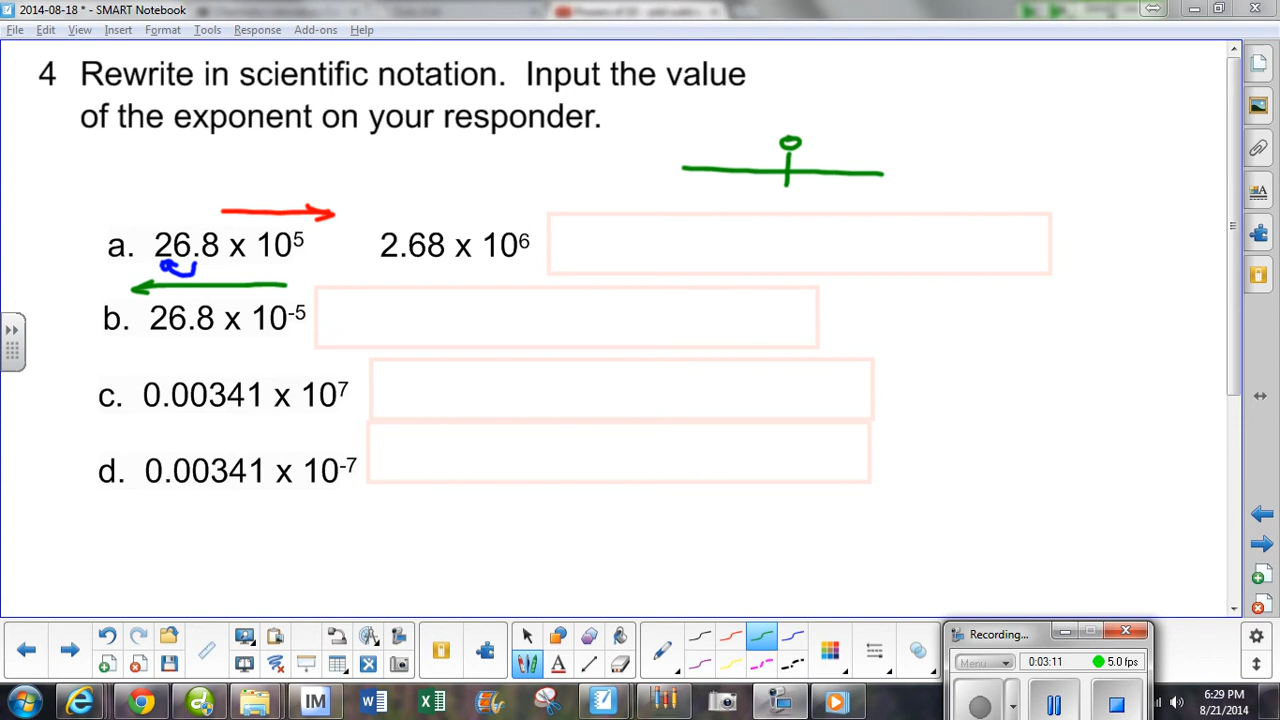 2014-08-18 * - SMART Notebook
File Edit View Insert Format Tools Response Add-ons Help
4 Rewrite in scientific notation. Input the value
of the exponent on your responder.
0
a. 26.8 x 10⁵ 2.68 x 10⁶
b. 26.8 x 10⁻⁵
c. 0.00341 x 10⁷
d. 0.00341 x 10⁻⁷
Recording...
Menu 0:03:11 5.0 fps
IM
6:29 PM
8/21/2014